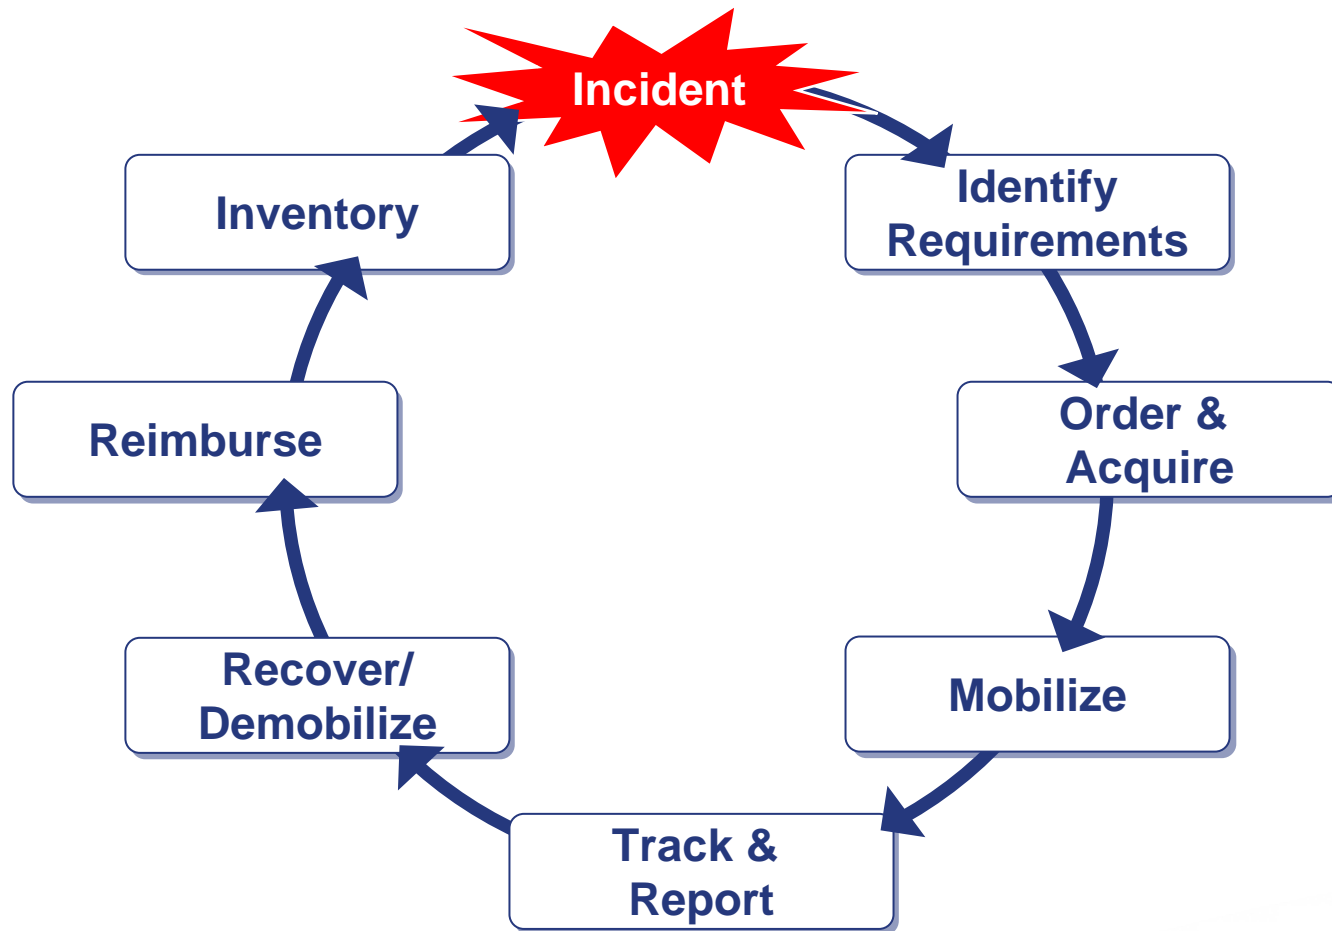 Incident
Identify
Requirements
Order &
Acquire
Mobilize
Track &
Report
Recover/
Demobilize
Reimburse
Inventory